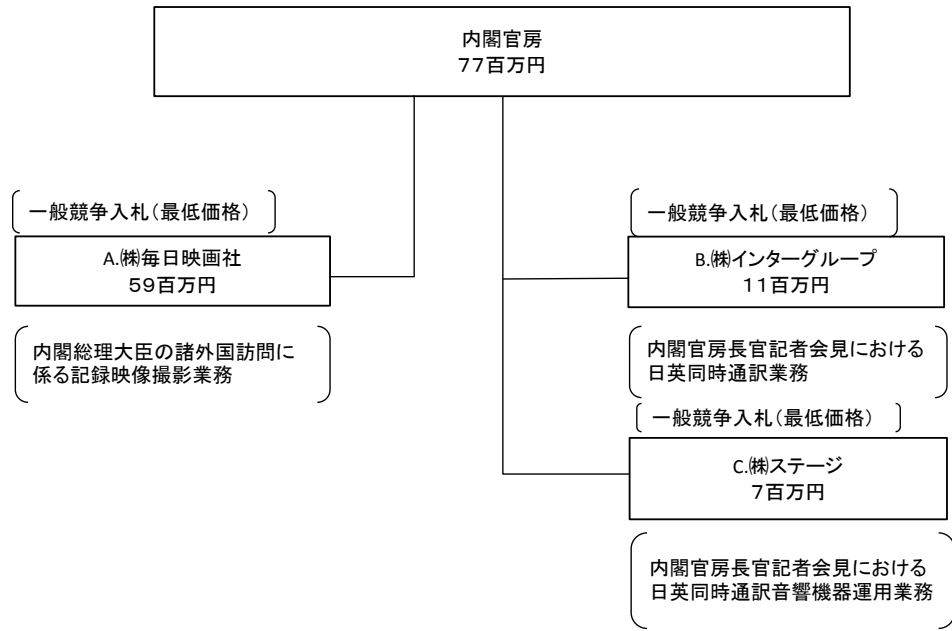 内閣官房
77百万円
一般競争入札(最低価格)
A.㈱毎日映画社
59百万円
内閣総理大臣の諸外国訪問に
係る記録映像撮影業務
一般競争入札(最低価格)
B.㈱インターグループ
11百万円
内閣官房長官記者会見における
日英同時通訳業務
一般競争入札(最低価格)
C.㈱ステージ
7百万円
内閣官房長官記者会見における
日英同時通訳音響機器運用業務